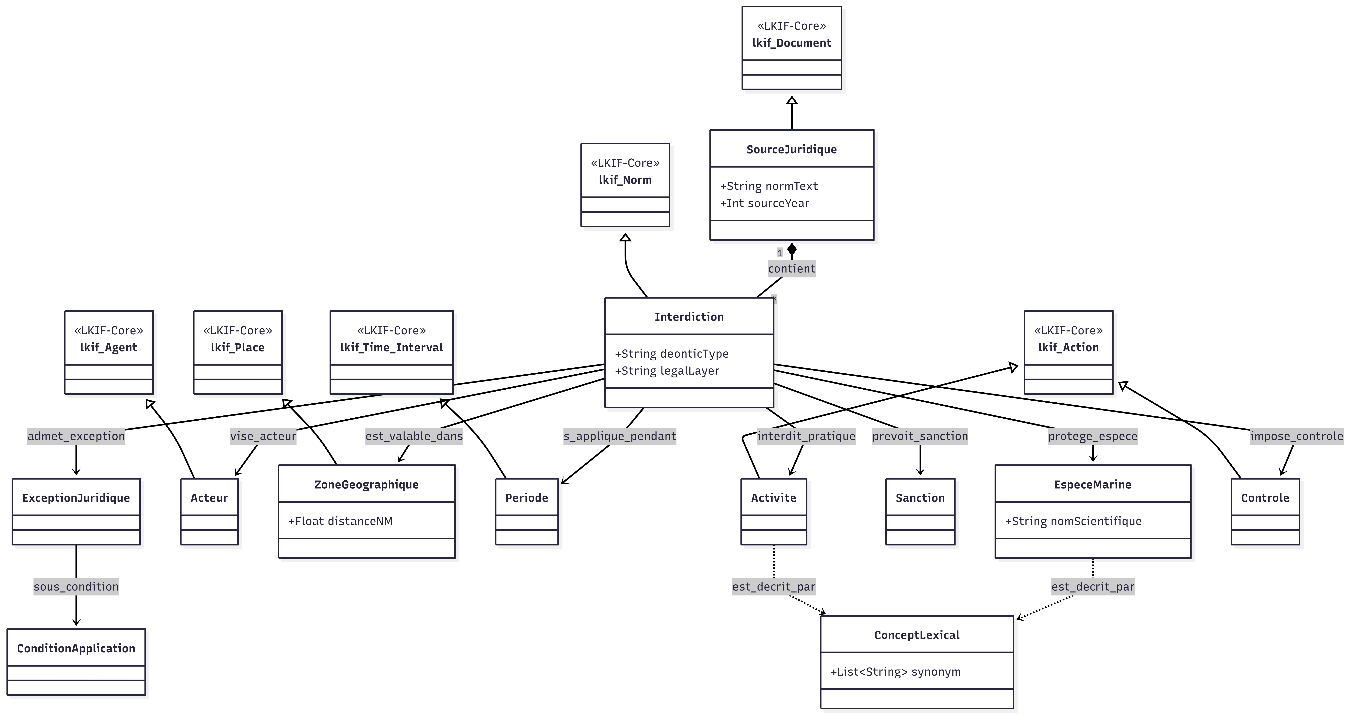 «LKIF-Core»
lkif_Document
SourceJuridique
+String normText
+Int sourceYear
«LKIF-Core»
lkif_Norm
1
contient
Interdiction
+String deonticType
+String legalLayer
«LKIF-Core»
lkif_Agent
«LKIF-Core»
lkif_Place
«LKIF-Core»
lkif_Time_Interval
«LKIF-Core»
lkif_Action
admet_exception
vise_acteur
est_valable_dans
s_applique_pendant
interdit_pratique
prevoit_sanction
protege_espece
impose_controle
ExceptionJuridique
Acteur
ZoneGeographique
+Float distanceNM
Periode
Activite
Sanction
EspeceMarine
+String nomScientifique
Controle
sous_condition
est_decrit_par
est_decrit_par
ConditionApplication
ConceptLexical
+List<String> synonym